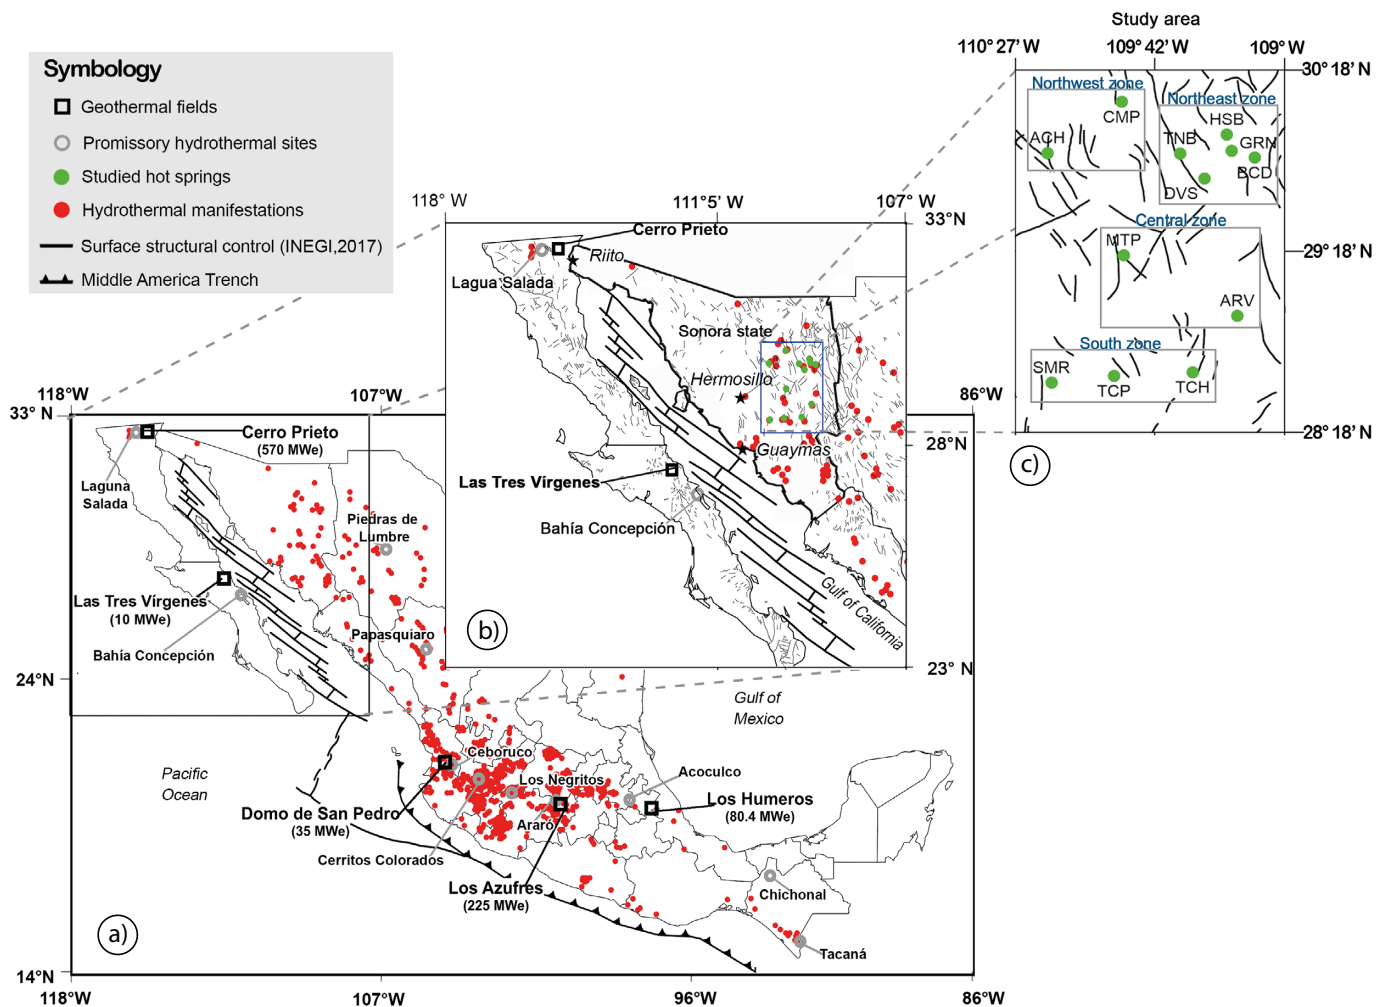 Symbology
Geothermal fields
Promissory hydrothermal sites
Studied hot springs
Hydrothermal manifestations
Surface structural control (INEGI,2017)
Middle America Trench
Study area
110° 27' W
109° 42' W
109° W
30° 18' N
29° 18' N
28° 18' N
Northwest zone
CMP
ACH
Northeast zone
HSB
TNB
GRN
BCD
DVS
Central zone
MTP
ARV
South zone
SMR
TCP
TCH
c)
118° W
111°5' W
107° W
33° N
28° N
23° N
Cerro Prieto
Riito
Lagua Salada
Sonora state
Hermosillo
Guaymas
Las Tres Vírgenes
Bahía Concepción
Gulf of California
b)
118°W
107°W
86°W
33° N
24°N
14°N
118°W
107°W
96°W
86°W
Cerro Prieto
(570 MWe)
Laguna
Salada
Piedras de
Lumbre
Las Tres Vírgenes
(10 MWe)
Papasquiaro
Bahía Concepción
Gulf of
Mexico
Pacific
Ocean
Ceboruco
Los Negritos
Acoculco
Los Humeros
(80.4 MWe)
Domo de San Pedro
(35 MWe)
Araró
Cerritos Colorados
Los Azufres
(225 MWe)
Chichonal
Tacaná
a)